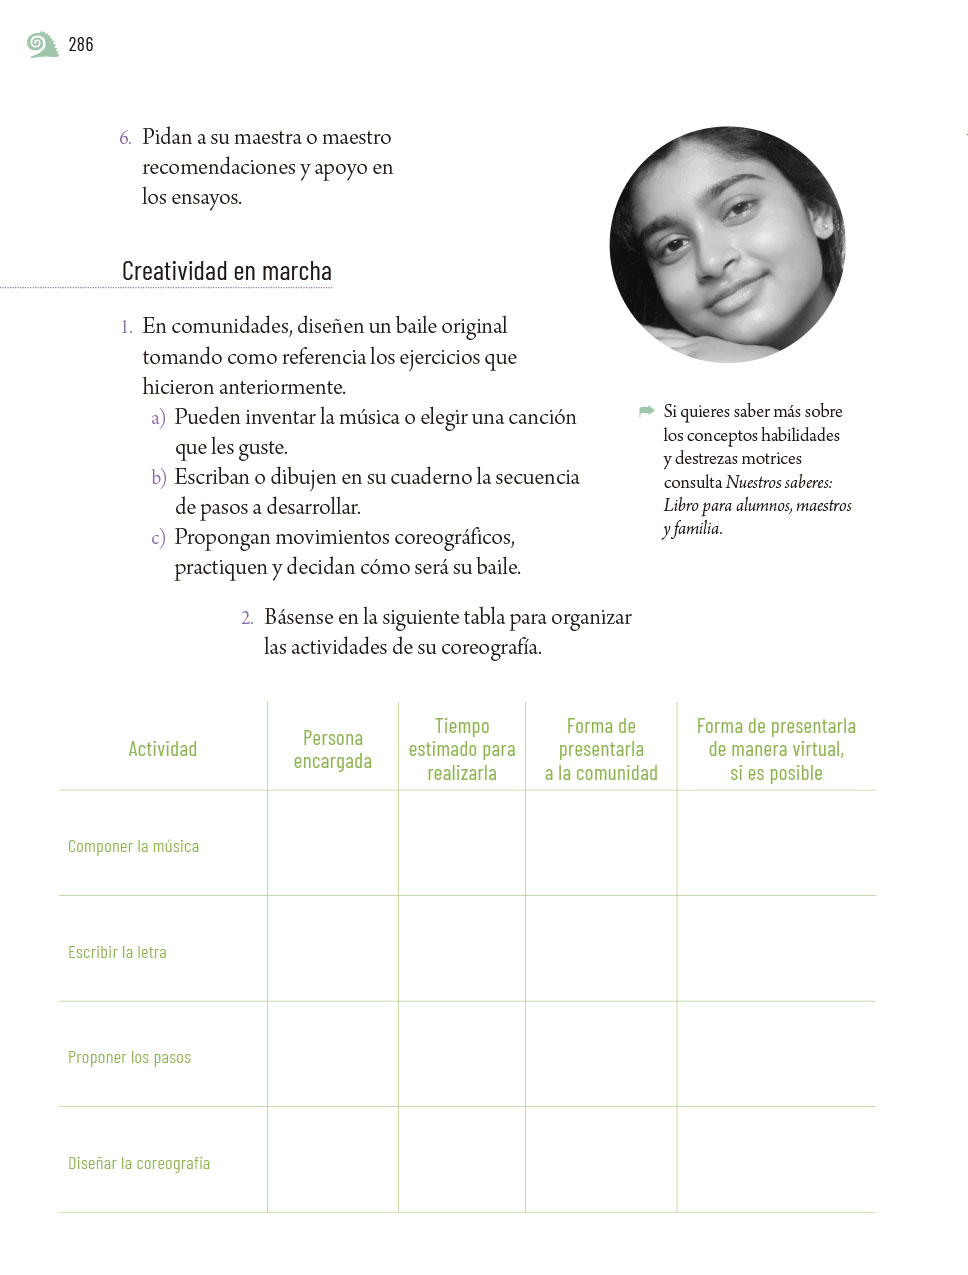 286
6. Pidan a su maestra o maestro
recomendaciones y apoyo en
los ensayos.
Creatividad en marcha
1. En comunidades, diseñen un baile original
tomando como referencia los ejercicios que
hicieron anteriormente.
a) Pueden inventar la música o elegir una canción
que les guste.
b) Escriban o dibujen en su cuaderno la secuencia
de pasos a desarrollar.
c) Propongan movimientos coreográficos,
practiquen y decidan cómo será su baile.
Si quieres saber más sobre
los conceptos habilidades
y destrezas motrices
consulta Nuestros saberes:
Libro para alumnos, maestros
y familia.
2. Básense en la siguiente tabla para organizar
las actividades de su coreografía.
Actividad
Persona
encargada
Tiempo
estimado para
realizarla
Forma de
presentarla
a la comunidad
Forma de presentarla
de manera virtual,
si es posible
Componer la música
Escribir la letra
Proponer los pasos
Diseñar la coreografía